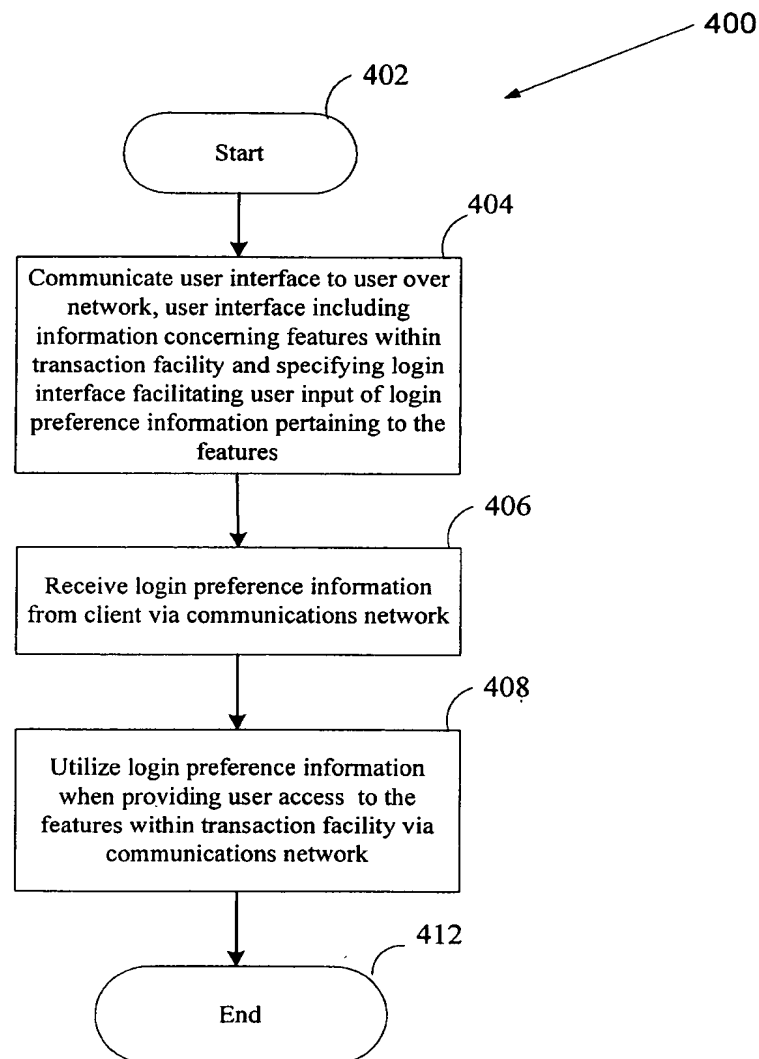 400
402
Start
404
Communicate user interface to user over
network, user interface including
information concerning features within
transaction facility and specifying login
interface facilitating user input of login
preference information pertaining to the
features
406
Receive login preference information
from client via communications network
408
Utilize login preference information
when providing user access to the
features within transaction facility via
communications network
412
End